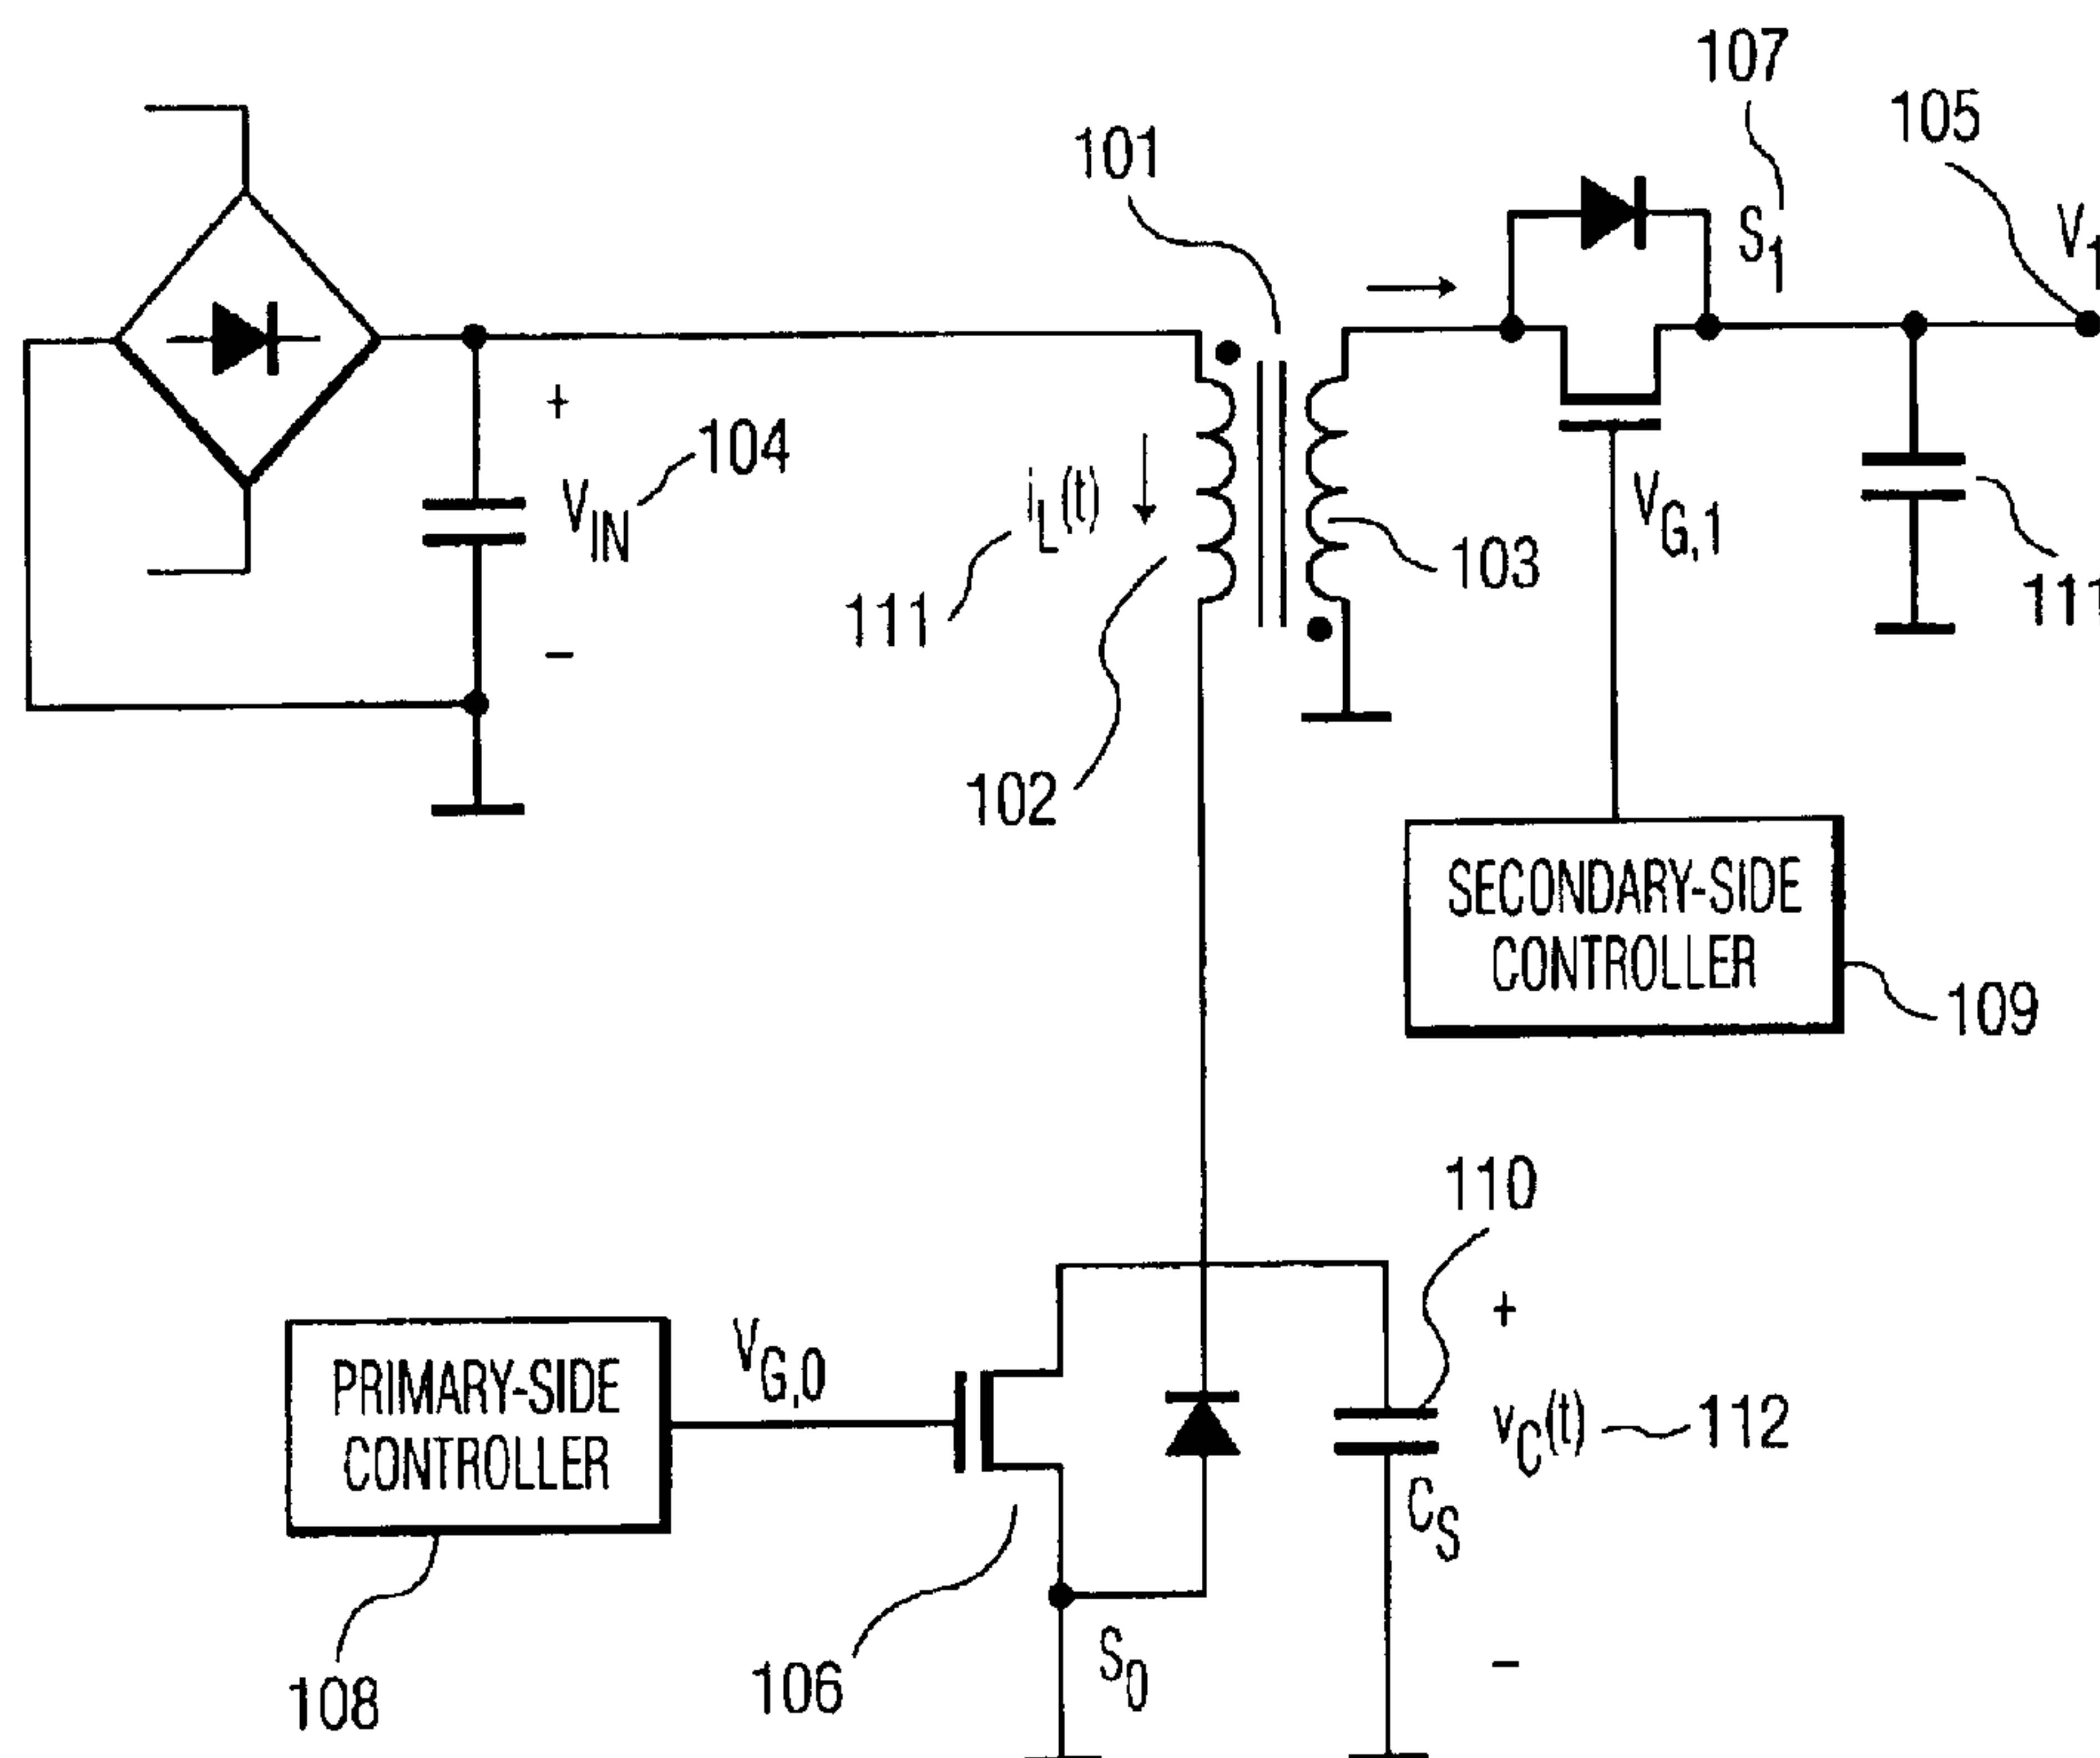 107
105
101
S1
V1
+
104
VIN
iL(t)
VG,1
103
111
111
−
102
SECONDARY-SIDE
CONTROLLER
109
110
+
VG,0
PRIMARY-SIDE
CONTROLLER
vC(t)
112
CS
S0
−
106
108